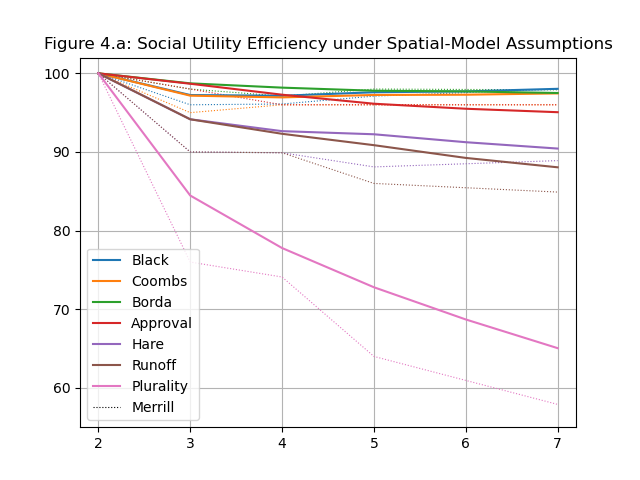 Figure 4.a: Social Utility Efficiency under Spatial-Model Assumptions
100
90
80
70
60
Black
Coombs
Borda
Approval
Hare
Runoff
Plurality
Merrill
2 3 4 5 6 7